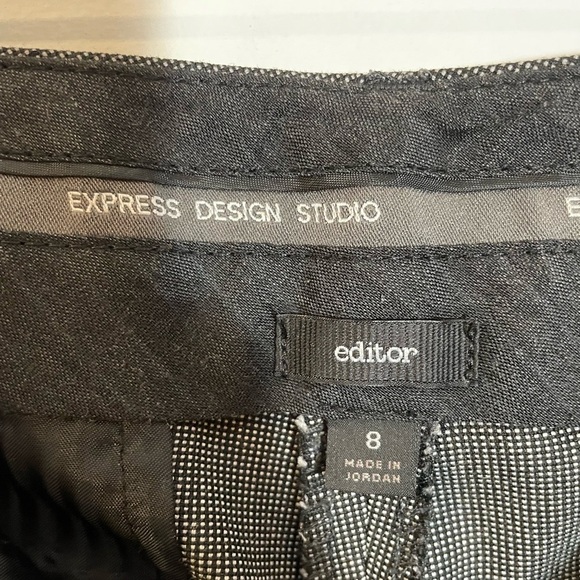 EXPRESS DESIGN STUDIO E
editor
8
MADE IN
JORDAN